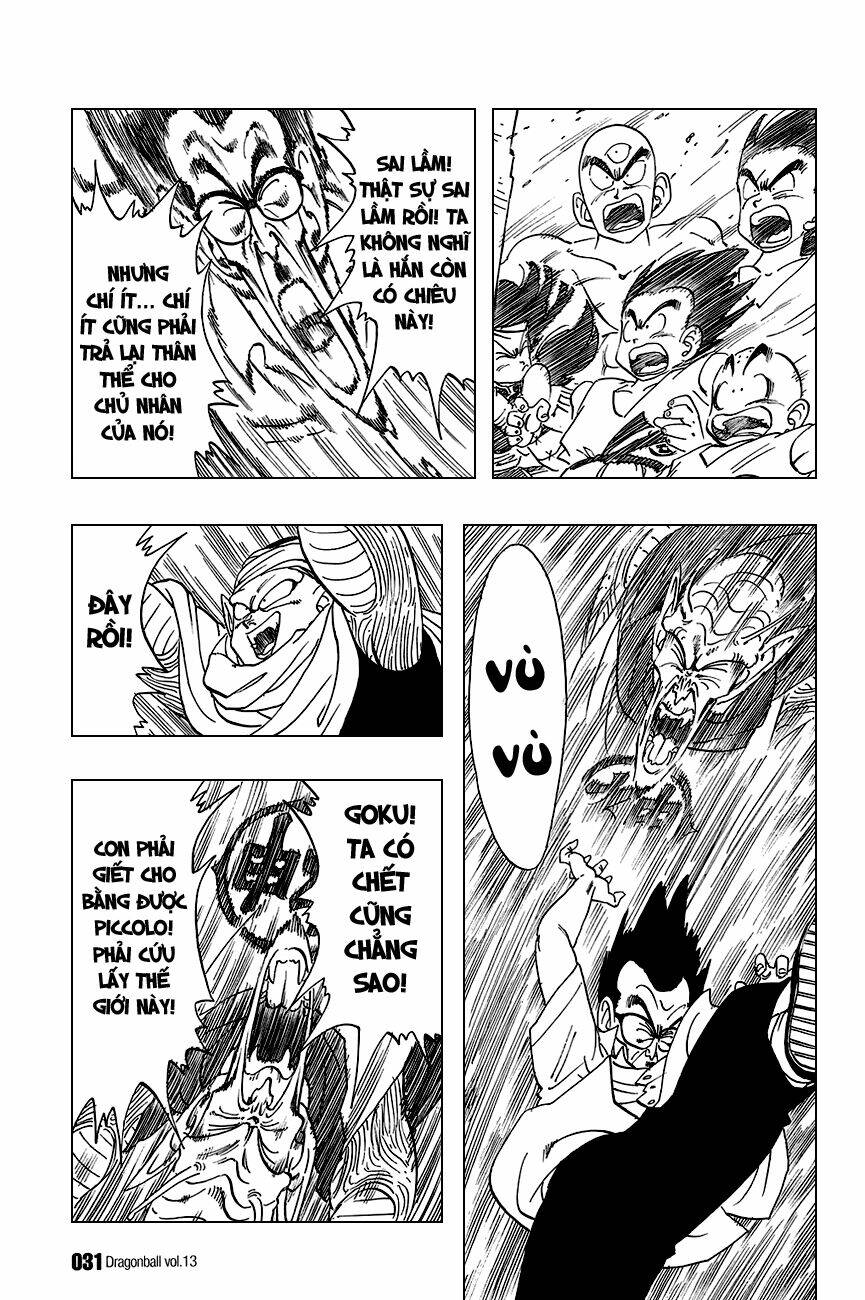 SAI LẦM!
THẬT SỰ SAI
LẦM RỒI! TA
KHÔNG NGHĨ
LÀ HẮN CÒN
CÓ CHIÊU
NÀY!
NHƯNG
CHÍ ÍT... CHÍ
ÍT CŨNG PHẢI
TRẢ LẠI THÂN
THỂ CHO
CHỦ NHÂN
CỦA NÓ!
ĐÂY
RỒI!
VÙ
VÙ
GOKU!
TA CÓ
CHẾT
CŨNG
CHẲNG
SAO!
CON PHẢI
GIẾT CHO
BẰNG ĐƯỢC
PICCOLO!
PHẢI CỨU
LẤY THẾ
GIỚI NÀY!
031 Dragonball vol.13